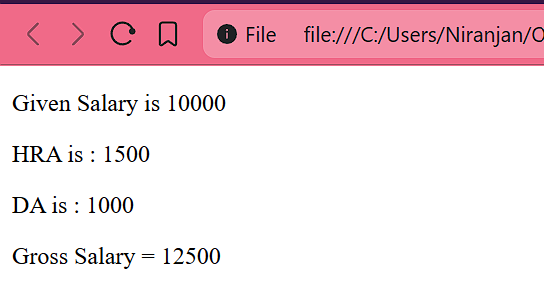 File file:///C:/Users/Niranjan/O
Given Salary is 10000
HRA is : 1500
DA is : 1000
Gross Salary = 12500